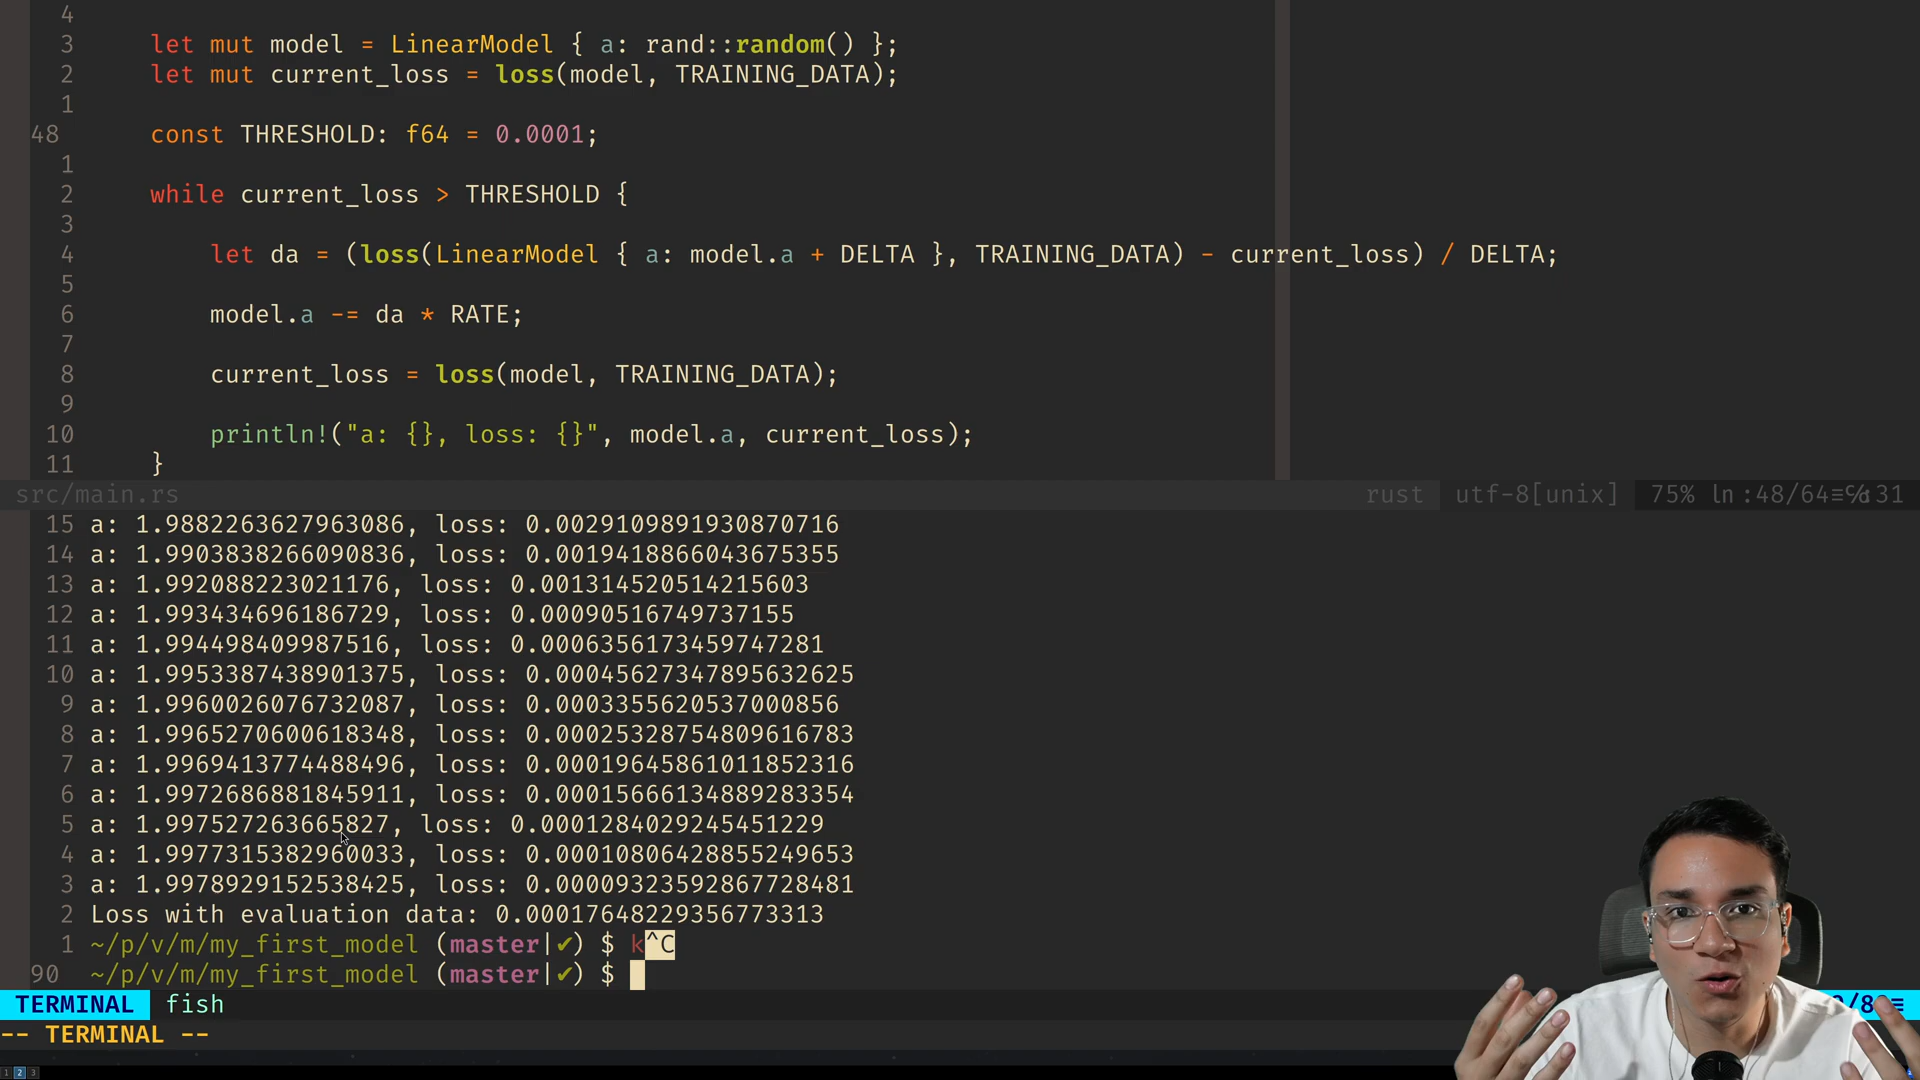 4
3 let mut model = LinearModel { a: rand::random() };
2 let mut current_loss = loss(model, TRAINING_DATA);
1
48 const THRESHOLD: f64 = 0.0001;
1
2 while current_loss > THRESHOLD {
3
4 let da = (loss(LinearModel { a: model.a + DELTA }, TRAINING_DATA) - current_loss) / DELTA;
5
6 model.a -= da * RATE;
7
8 current_loss = loss(model, TRAINING_DATA);
9
10 println!("a: {}, loss: {}", model.a, current_loss);
11 }
src/main.rs rust utf-8[unix] 75% ln :48/64≡℅:31
15 a: 1.9882263627963086, loss: 0.0029109891930870716
14 a: 1.9903838266090836, loss: 0.0019418866043675355
13 a: 1.992088223021176, loss: 0.001314520514215603
12 a: 1.993434696186729, loss: 0.00090516749737155
11 a: 1.994498409987516, loss: 0.000635617345974728​1
10 a: 1.9953387438901375, loss: 0.00045627347895632625
9 a: 1.9960026076732087, loss: 0.0003355620537000856
8 a: 1.9965270600618348, loss: 0.00025328754809616783
7 a: 1.9969413774488496, loss: 0.00019645861011852316
6 a: 1.9972686881845911, loss: 0.00015666134889283354
5 a: 1.997527263665827, loss: 0.0001284029245451229
4 a: 1.9977315382960033, loss: 0.00010806428855249653
3 a: 1.9978929152538425, loss: 0.00009323592867728481
2 Loss with evaluation data: 0.00017648229356773313
1 ~/p/v/m/my_first_model (master|✔) $ k^C
90 ~/p/v/m/my_first_model (master|✔) $
TERMINAL fish
-- TERMINAL --
1 2 3